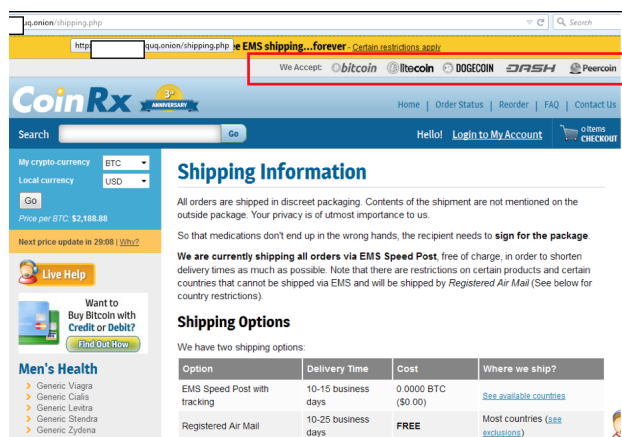 uq.onion/shipping.php
Search
http:
quq.onion/shipping.php
e EMS shipping...forever - Certain restrictions apply
We Accept: bitcoin litecoin DOGECOIN DASH Peercoin
CoinRx
3rd
ANNIVERSARY
Home | Order Status | Reorder | FAQ | Contact Us
Search
Go
Hello! Login to My Account
0 items
CHECKOUT
My crypto-currency BTC
Local currency USD
Go
Price per BTC: $2,188.88
Next price update in 29:08 | Why?
Live Help
Want to
Buy Bitcoin with
Credit or Debit?
Find Out How
Men's Health
Generic Viagra
Generic Cialis
Generic Levitra
Generic Stendra
Generic Zydena
Shipping Information
All orders are shipped in discreet packaging. Contents of the shipment are not mentioned on the
outside package. Your privacy is of utmost importance to us.
So that medications don't end up in the wrong hands, the recipient needs to sign for the package.
We are currently shipping all orders via EMS Speed Post, free of charge, in order to shorten
delivery times as much as possible. Note that there are restrictions on certain products and certain
countries that cannot be shipped via EMS and will be shipped by Registered Air Mail (See below for
country restrictions).
Shipping Options
We have two shipping options:
Option Delivery Time Cost Where we ship?
EMS Speed Post with
tracking
10-15 business
days
0.0000 BTC
($0.00)
See available countries
Registered Air Mail
10-25 business
days
FREE
Most countries (see
exclusions)